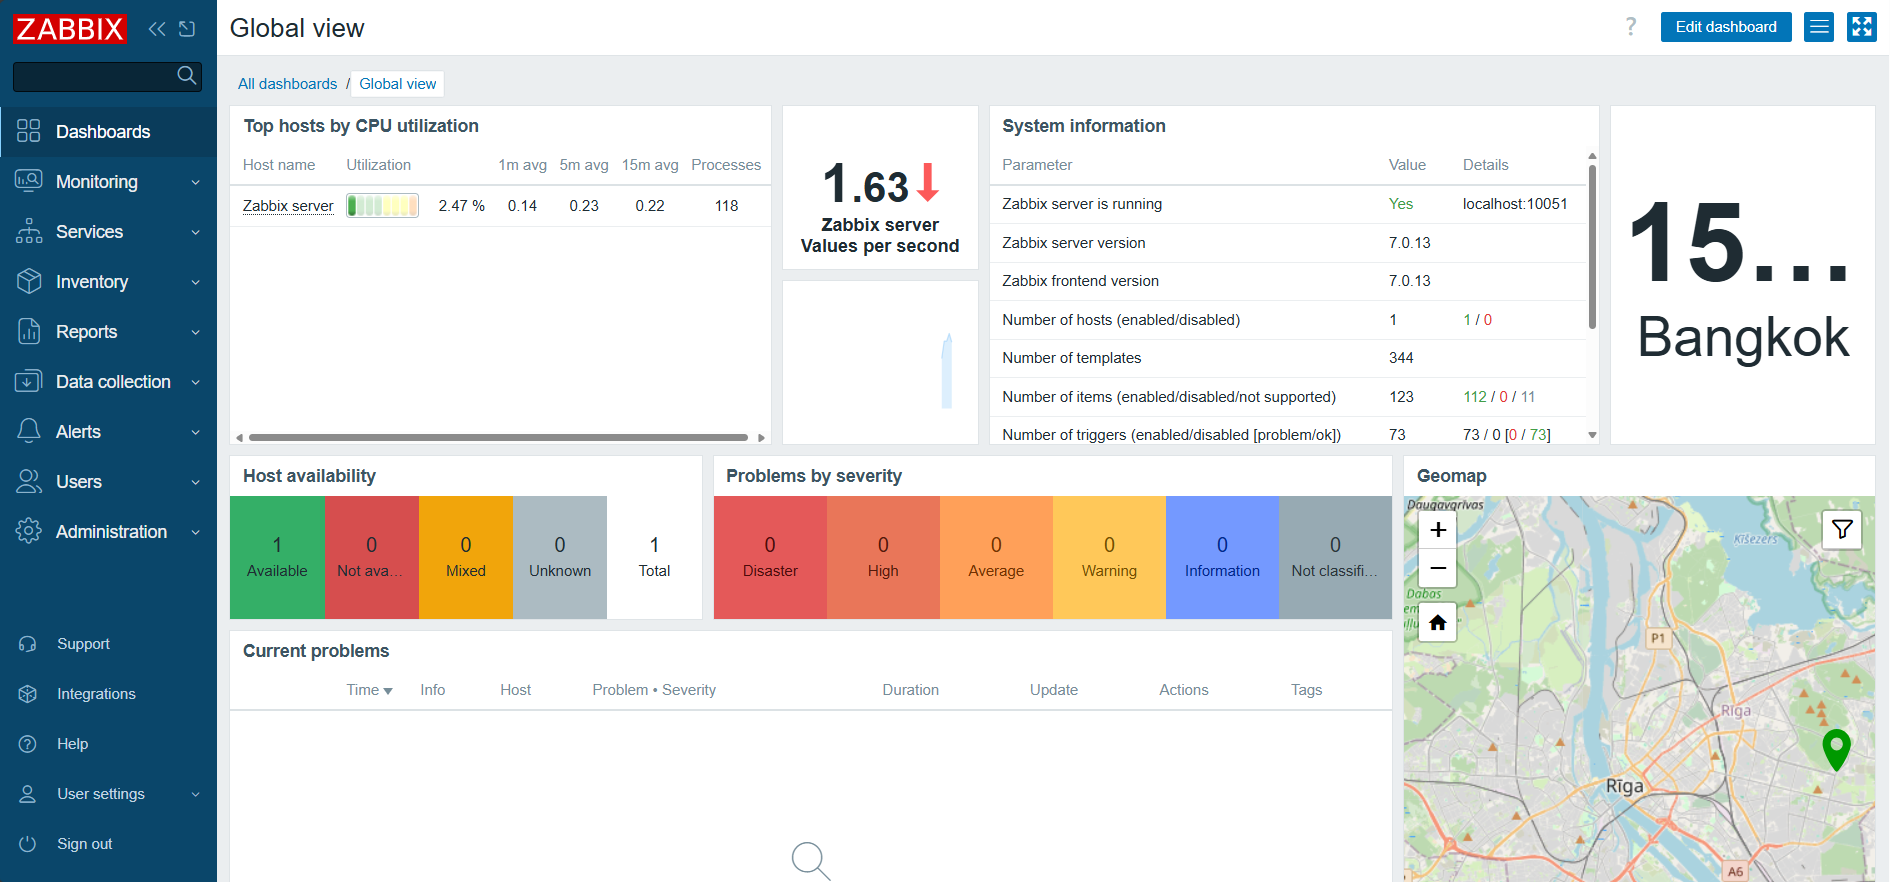 ZABBIX
Dashboards
Monitoring
Services
Inventory
Reports
Data collection
Alerts
Users
Administration
Support
Integrations
Help
User settings
Sign out
Global view
?
Edit dashboard
All dashboards / Global view
Top hosts by CPU utilization
Host name Utilization 1m avg 5m avg 15m avg Processes
Zabbix server 2.47 % 0.14 0.23 0.22 118
1.63
Zabbix server
Values per second
System information
Parameter Value Details
Zabbix server is running Yes localhost:10051
Zabbix server version 7.0.13
Zabbix frontend version 7.0.13
Number of hosts (enabled/disabled) 1 1 / 0
Number of templates 344
Number of items (enabled/disabled/not supported) 123 112 / 0 / 11
Number of triggers (enabled/disabled [problem/ok]) 73 73 / 0 [0 / 73]
15...
Bangkok
Host availability
1 0 0 0 1
Available Not ava... Mixed Unknown Total
Problems by severity
0 0 0 0 0 0
Disaster High Average Warning Information Not classifi...
Current problems
Time Info Host Problem • Severity Duration Update Actions Tags
Geomap
Daugavgrīvas
Ķīšezers
+
−
Dabas
P1
Rīga
Rīga
A6